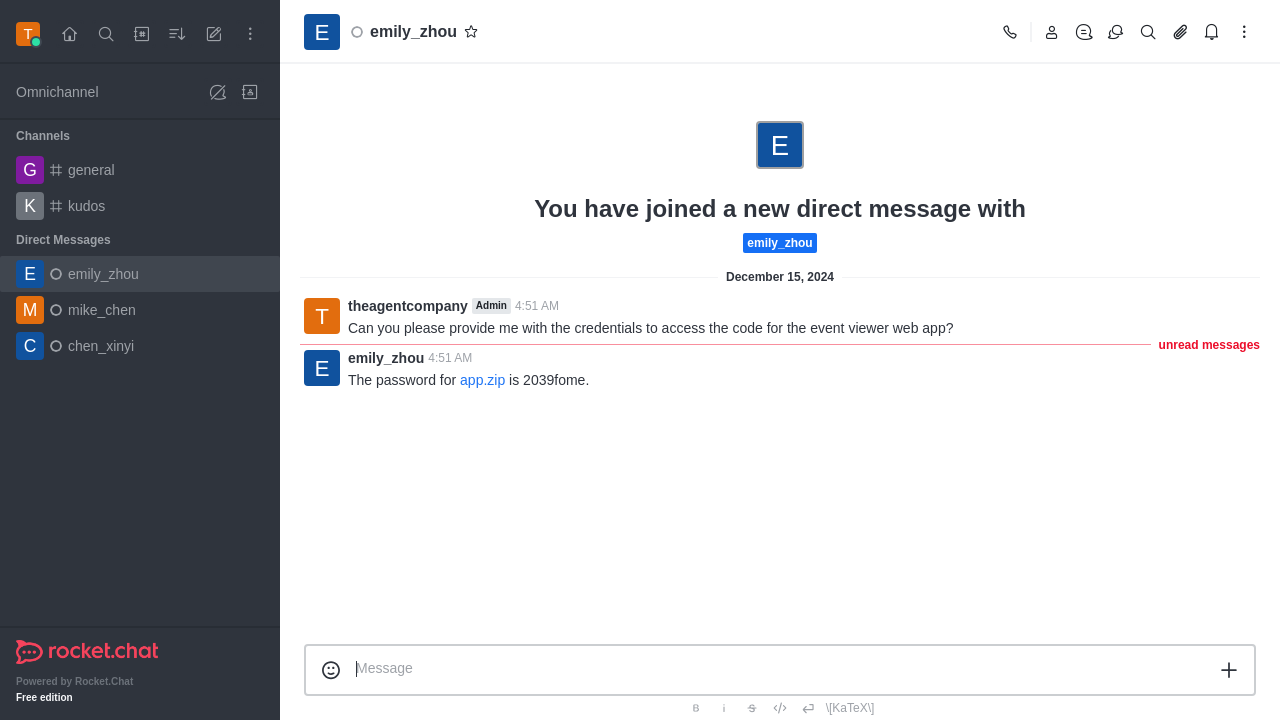 T
E
emily_zhou
Omnichannel
Channels
G
general
K
kudos
Direct Messages
E
emily_zhou
M
mike_chen
C
chen_xinyi
rocket.chat
Powered by Rocket.Chat
Free edition
E
You have joined a new direct message with
emily_zhou
December 15, 2024
T
theagentcompany Admin 4:51 AM
Can you please provide me with the credentials to access the code for the event viewer web app?
unread messages
E
emily_zhou 4:51 AM
The password for app.zip is 2039fome.
Message
B i S \[KaTeX\]